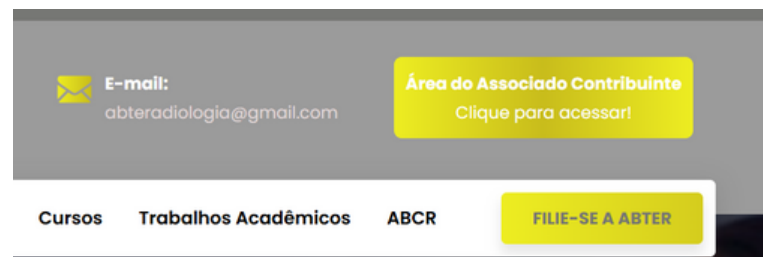 E-mail:
abteradiologia@gmail.com
Área do Associado Contribuinte
Clique para acessar!
Cursos Trabalhos Acadêmicos ABCR FILIE-SE A ABTER